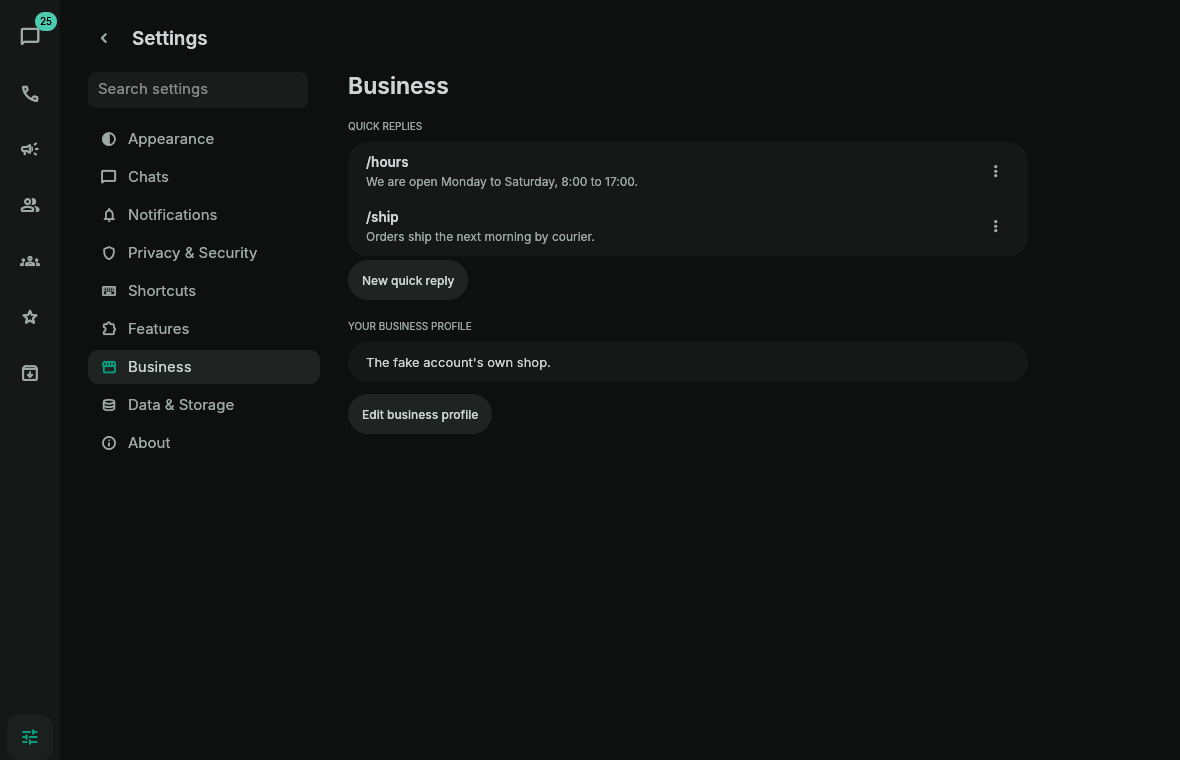 25
Settings
Search settings
Appearance
Chats
Notifications
Privacy & Security
Shortcuts
Features
Business
Data & Storage
About
Business
QUICK REPLIES
/hours
We are open Monday to Saturday, 8:00 to 17:00.
/ship
Orders ship the next morning by courier.
New quick reply
YOUR BUSINESS PROFILE
The fake account's own shop.
Edit business profile